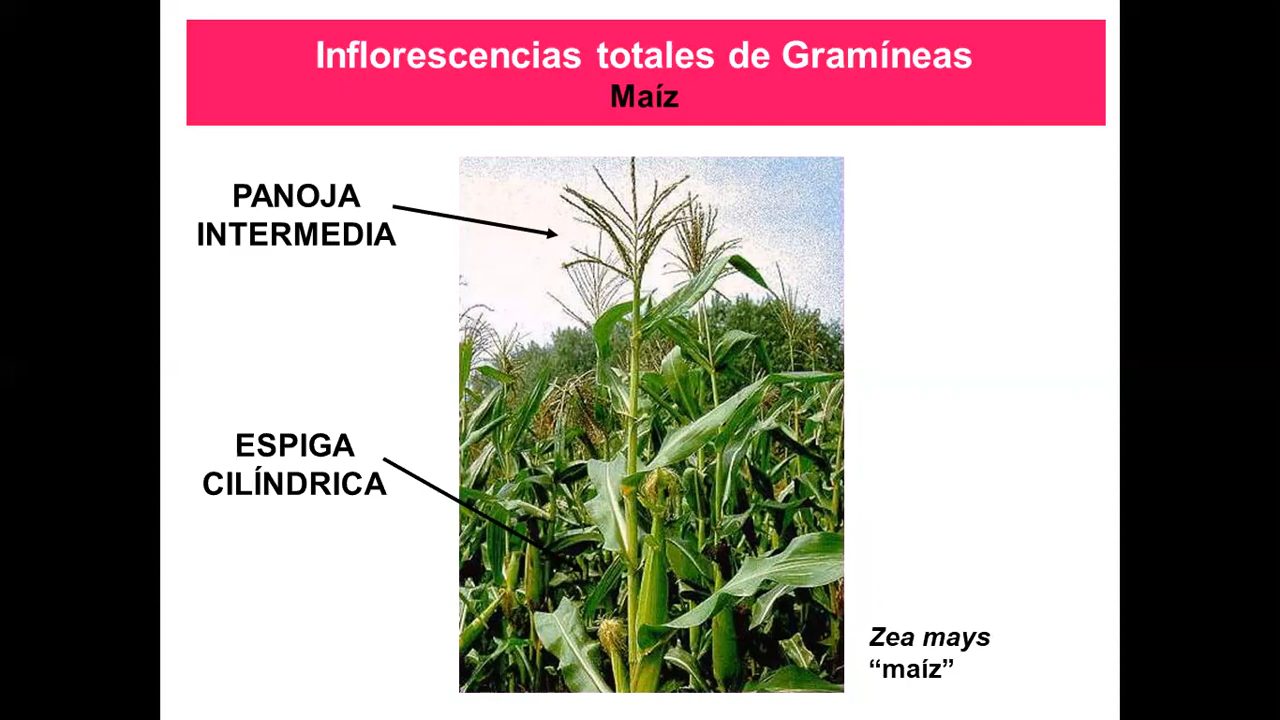 Inflorescencias totales de Gramíneas
Maíz
PANOJA
INTERMEDIA
ESPIGA
CILÍNDRICA
Zea mays
“maíz”